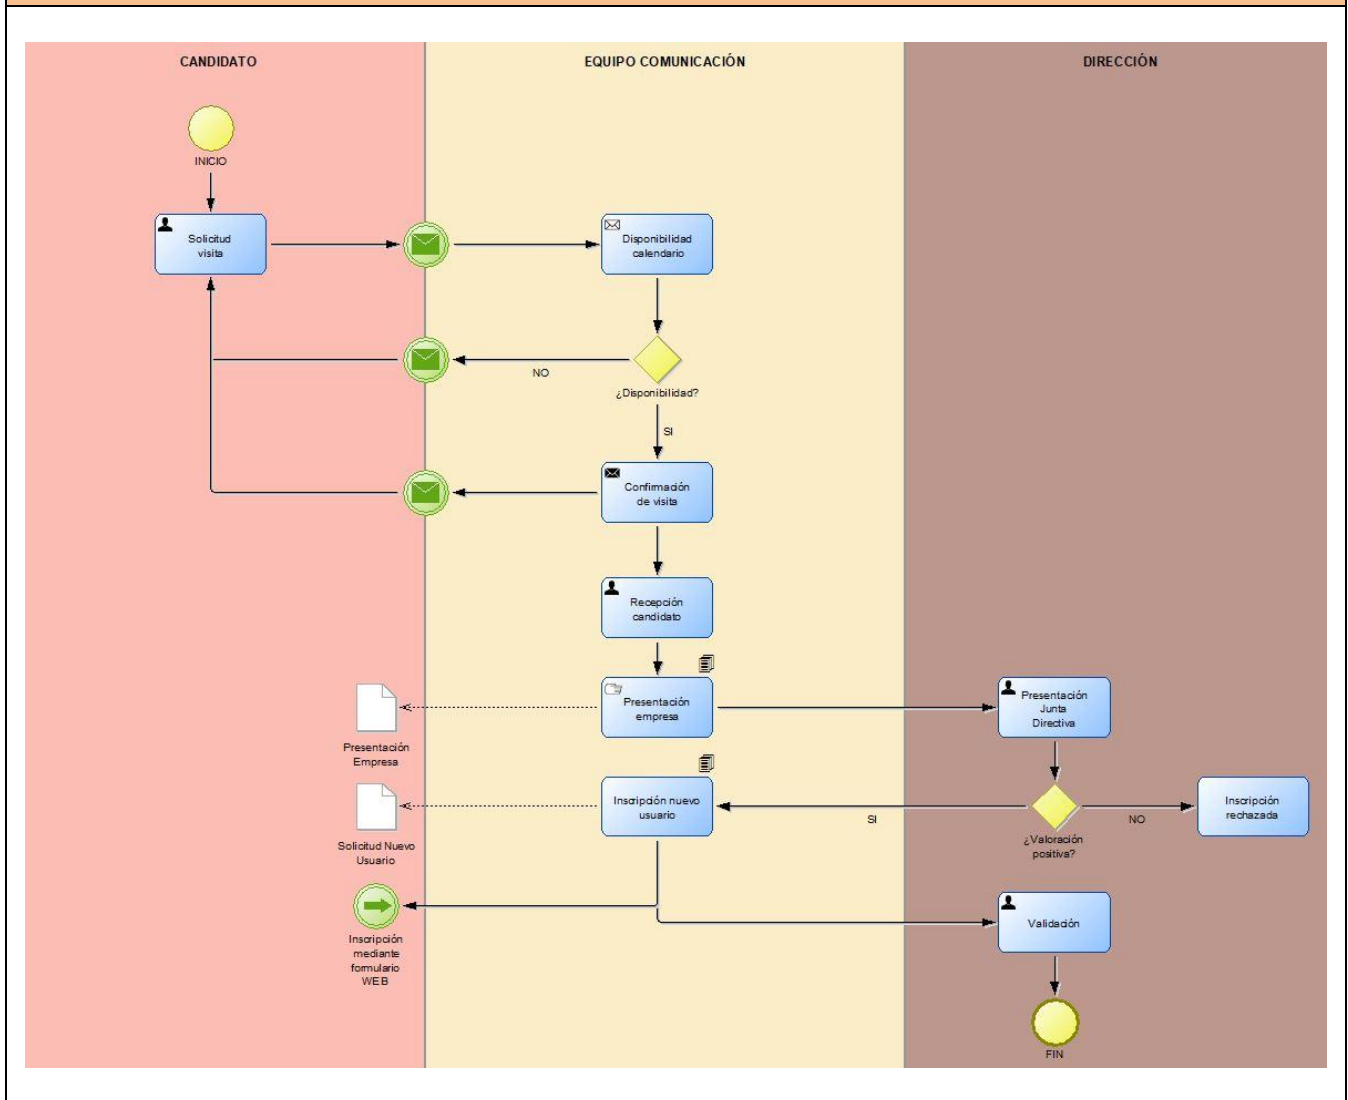 CANDIDATO
EQUIPO COMUNICACIÓN
DIRECCIÓN
INICIO
Solicitud
visita
Disponibilidad
calendario
NO
¿Disponibilidad?
SI
Confirmación
de visita
Recepción
candidato
Presentación
empresa
Presentación
Junta
Directiva
Presentación
Empresa
Inscripción nuevo
usuario
SI
NO
Inscripción
rechazada
¿Valoración
positiva?
Solicitud Nuevo
Usuario
Validación
Inscripción
mediante
formulario
WEB
FIN